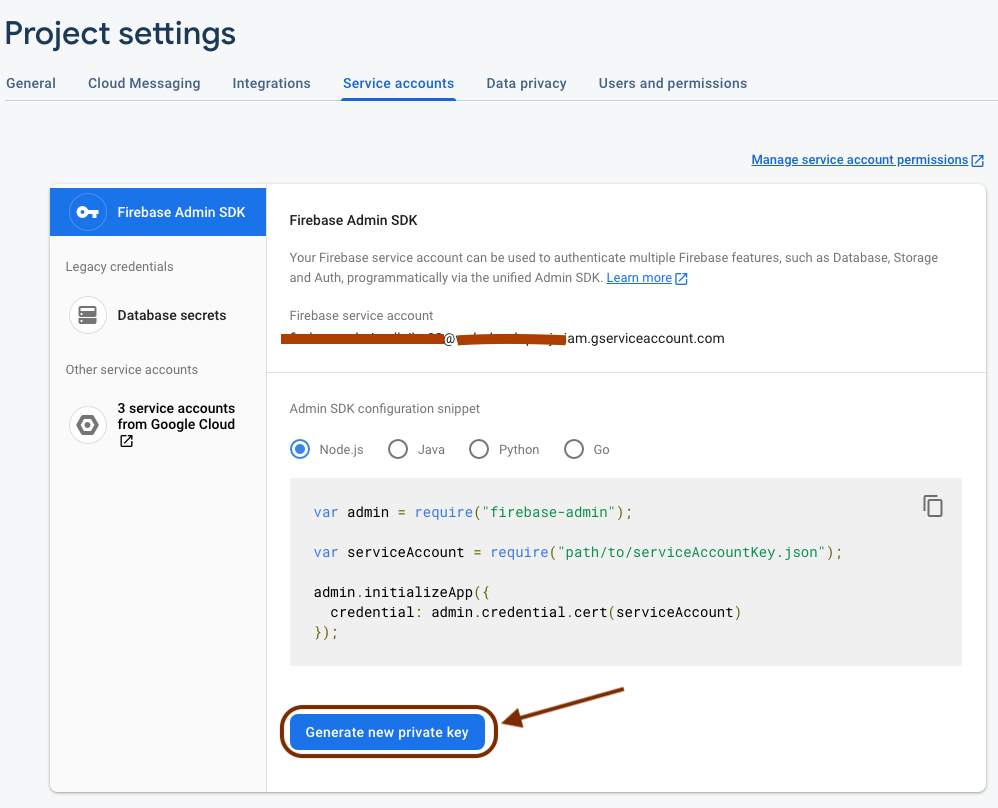 Project settings
General Cloud Messaging Integrations Service accounts Data privacy Users and permissions
Manage service account permissions
Firebase Admin SDK
Legacy credentials
Database secrets
Other service accounts
3 service accounts
from Google Cloud
Firebase Admin SDK
Your Firebase service account can be used to authenticate multiple Firebase features, such as Database, Storage
and Auth, programmatically via the unified Admin SDK. Learn more
Firebase service account
@ iam.gserviceaccount.com
Admin SDK configuration snippet
Node.js Java Python Go
var admin = require("firebase-admin");
var serviceAccount = require("path/to/serviceAccountKey.json");
admin.initializeApp({
  credential: admin.credential.cert(serviceAccount)
});
Generate new private key